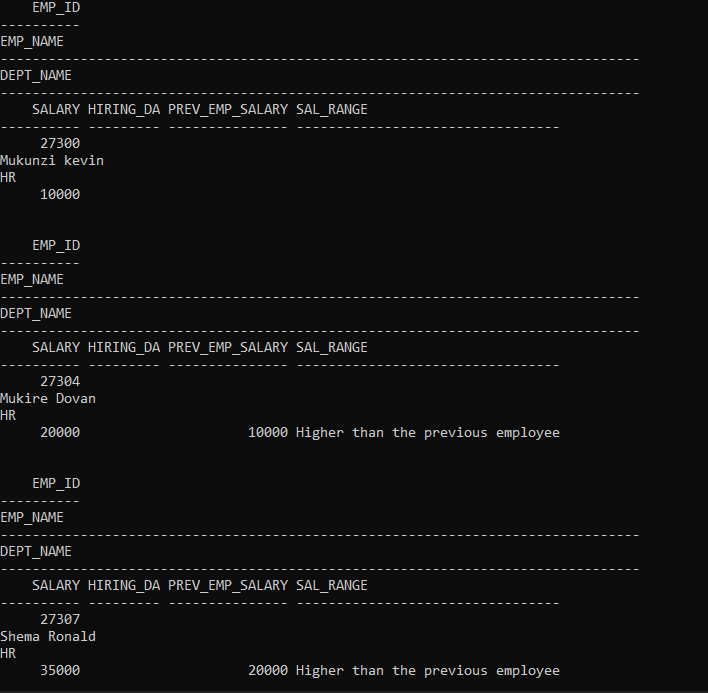 EMP_ID
----------
EMP_NAME
--------------------------------------------------------------------------------
DEPT_NAME
--------------------------------------------------------------------------------
    SALARY HIRING_DA PREV_EMP_SALARY SAL_RANGE
---------- --------- --------------- ---------------------------------
     27300
Mukunzi kevin
HR
     10000

    EMP_ID
----------
EMP_NAME
--------------------------------------------------------------------------------
DEPT_NAME
--------------------------------------------------------------------------------
    SALARY HIRING_DA PREV_EMP_SALARY SAL_RANGE
---------- --------- --------------- ---------------------------------
     27304
Mukire Dovan
HR
     20000                     10000 Higher than the previous employee

    EMP_ID
----------
EMP_NAME
--------------------------------------------------------------------------------
DEPT_NAME
--------------------------------------------------------------------------------
    SALARY HIRING_DA PREV_EMP_SALARY SAL_RANGE
---------- --------- --------------- ---------------------------------
     27307
Shema Ronald
HR
     35000                     20000 Higher than the previous employee